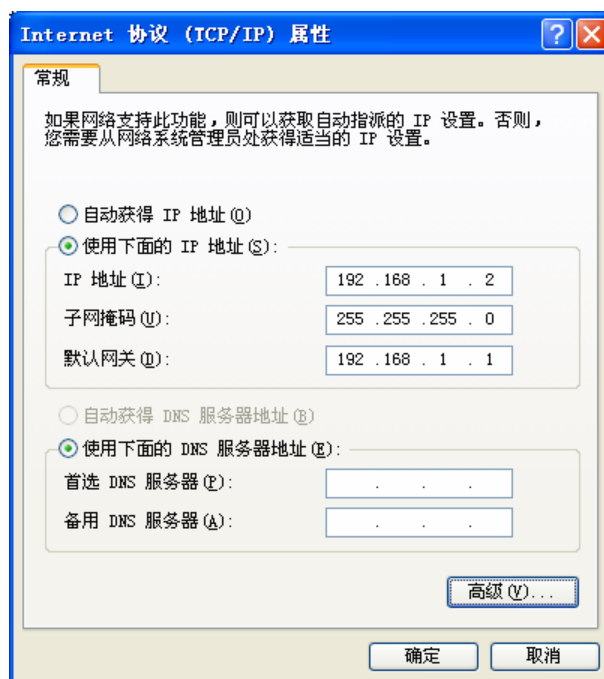 Internet 协议 (TCP/IP) 属性
常规
如果网络支持此功能,则可以获取自动指派的 IP 设置。否则,
您需要从网络系统管理员处获得适当的 IP 设置。
自动获得 IP 地址(O)
使用下面的 IP 地址(S):
IP 地址(I): 192 .168 . 1 . 2
子网掩码(U): 255 .255 .255 . 0
默认网关(D): 192 .168 . 1 . 1
自动获得 DNS 服务器地址(B)
使用下面的 DNS 服务器地址(E):
首选 DNS 服务器(P): . . .
备用 DNS 服务器(A): . . .
高级(V)...
确定 取消